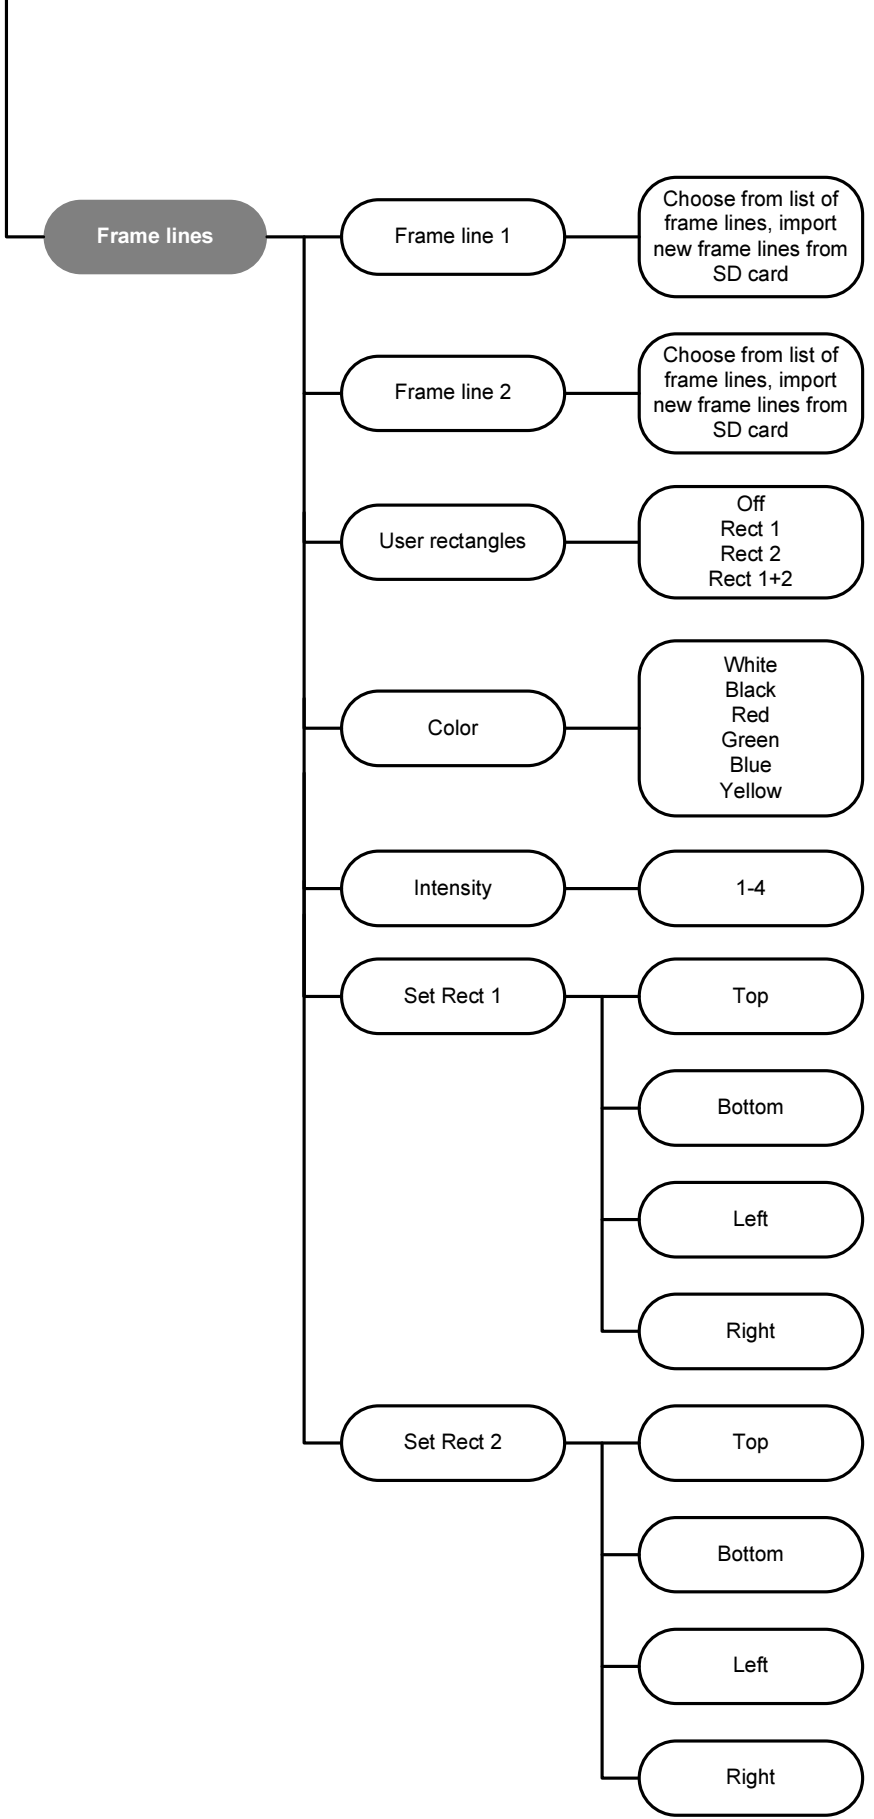 Frame lines
Frame line 1
Choose from list of
frame lines, import
new frame lines from
SD card
Frame line 2
Choose from list of
frame lines, import
new frame lines from
SD card
User rectangles
Off
Rect 1
Rect 2
Rect 1+2
Color
White
Black
Red
Green
Blue
Yellow
Intensity
1-4
Set Rect 1
Top
Bottom
Left
Right
Set Rect 2
Top
Bottom
Left
Right